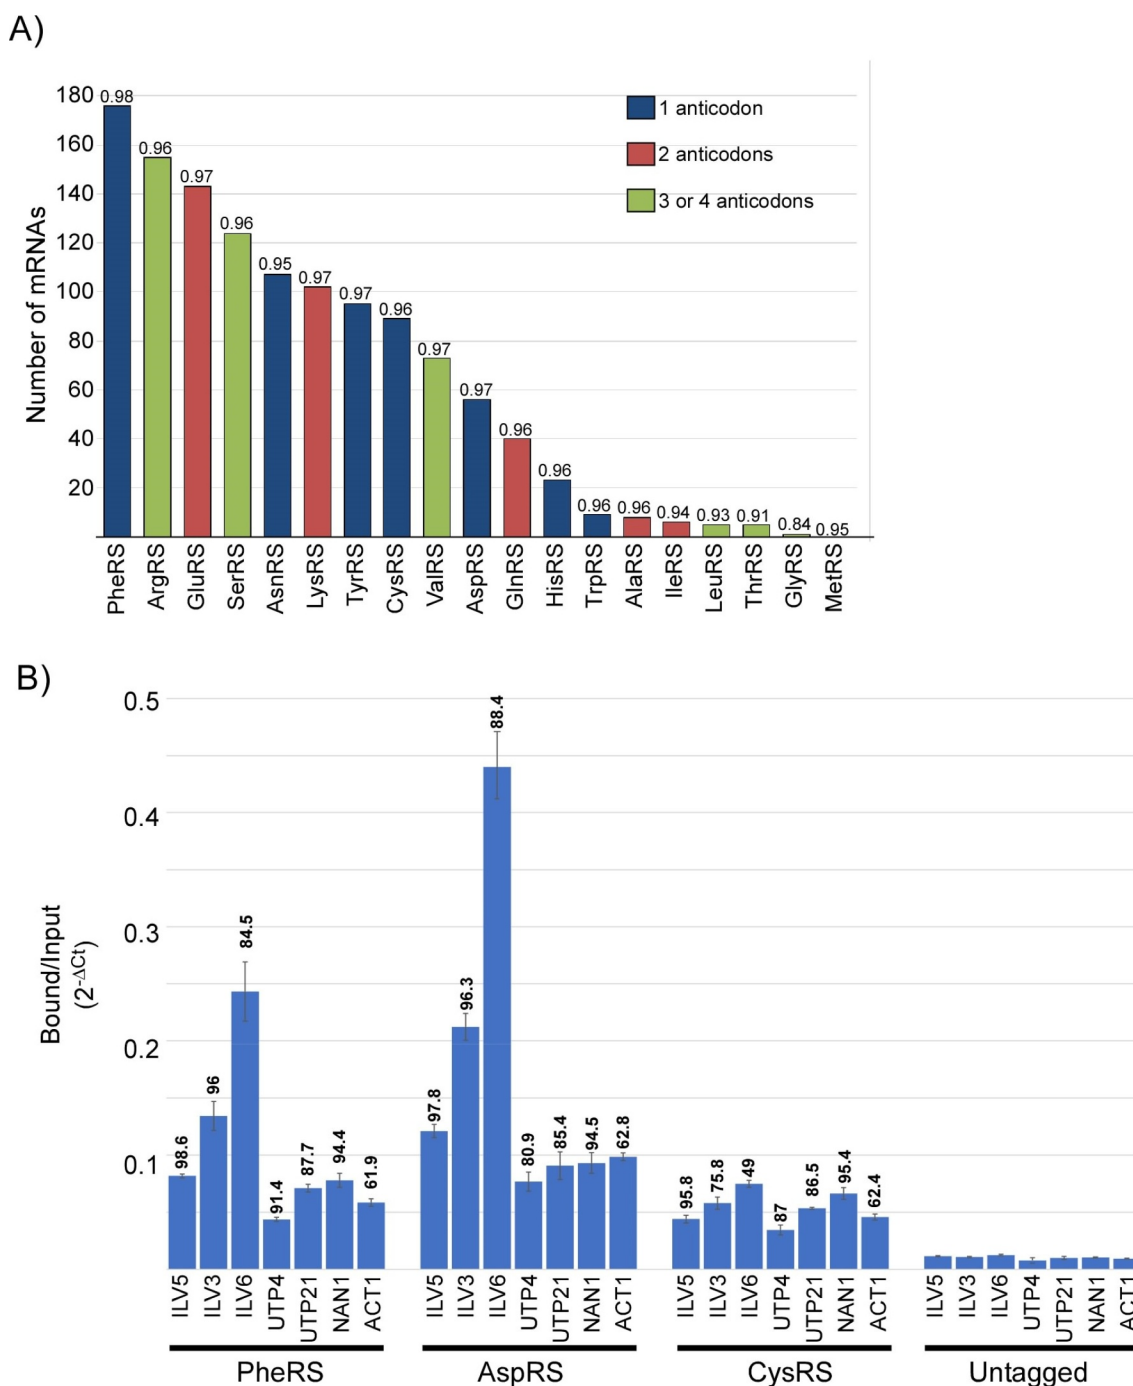 A)
Number of mRNAs
180
160
140
120
100
80
60
40
20
0.98
0.96
0.97
0.96
0.95
0.97
0.97
0.96
0.97
0.97
0.96
0.96
0.96
0.96
0.94
0.93
0.91
0.84
0.95
1 anticodon
2 anticodons
3 or 4 anticodons
PheRS
ArgRS
GluRS
SerRS
AsnRS
LysRS
TyrRS
CysRS
ValRS
AspRS
GlnRS
HisRS
TrpRS
AlaRS
IleRS
LeuRS
ThrRS
GlyRS
MetRS
B)
Bound/Input
(2-ΔCt)
0.5
0.4
0.3
0.2
0.1
98.6
96
84.5
91.4
87.7
94.4
61.9
97.8
96.3
88.4
80.9
85.4
94.5
62.8
95.8
75.8
49
87
86.5
95.4
62.4
ILV5
ILV3
ILV6
UTP4
UTP21
NAN1
ACT1
ILV5
ILV3
ILV6
UTP4
UTP21
NAN1
ACT1
ILV5
ILV3
ILV6
UTP4
UTP21
NAN1
ACT1
ILV5
ILV3
ILV6
UTP4
UTP21
NAN1
ACT1
PheRS
AspRS
CysRS
Untagged